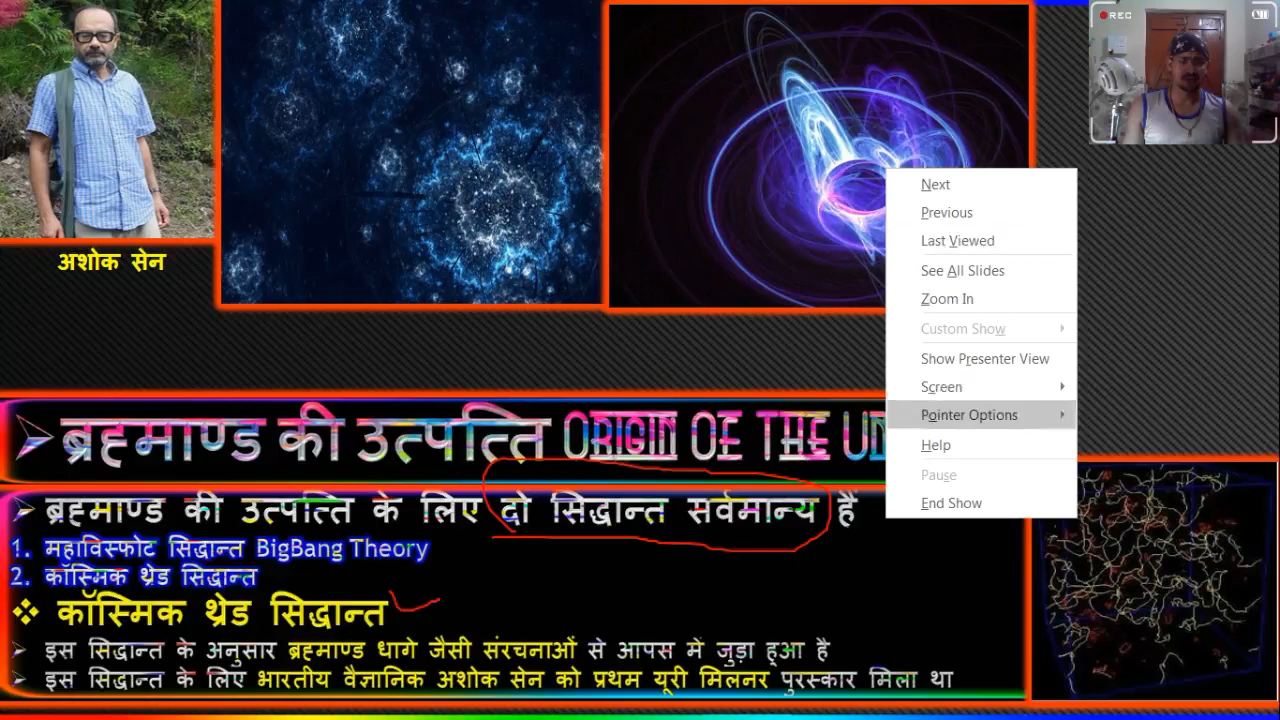 REC
अशोक सेन
Next
Previous
Last Viewed
See All Slides
Zoom In
Custom Show
Show Presenter View
Screen
Pointer Options
Help
Pause
End Show
ब्रह्माण्ड की उत्पत्ति ORIGIN OF THE UN
ब्रह्माण्ड की उत्पत्ति के लिए दो सिद्धान्त सर्वमान्य हैं
1. महाविस्फोट सिद्धान्त BigBang Theory
2. कॉस्मिक थ्रेड सिद्धान्त
कॉस्मिक थ्रेड सिद्धान्त
इस सिद्धान्त के अनुसार ब्रह्माण्ड धागे जैसी संरचनाओं से आपस में जुड़ा हुआ है
इस सिद्धान्त के लिए भारतीय वैज्ञानिक अशोक सेन को प्रथम यूरी मिलनर पुरस्कार मिला था